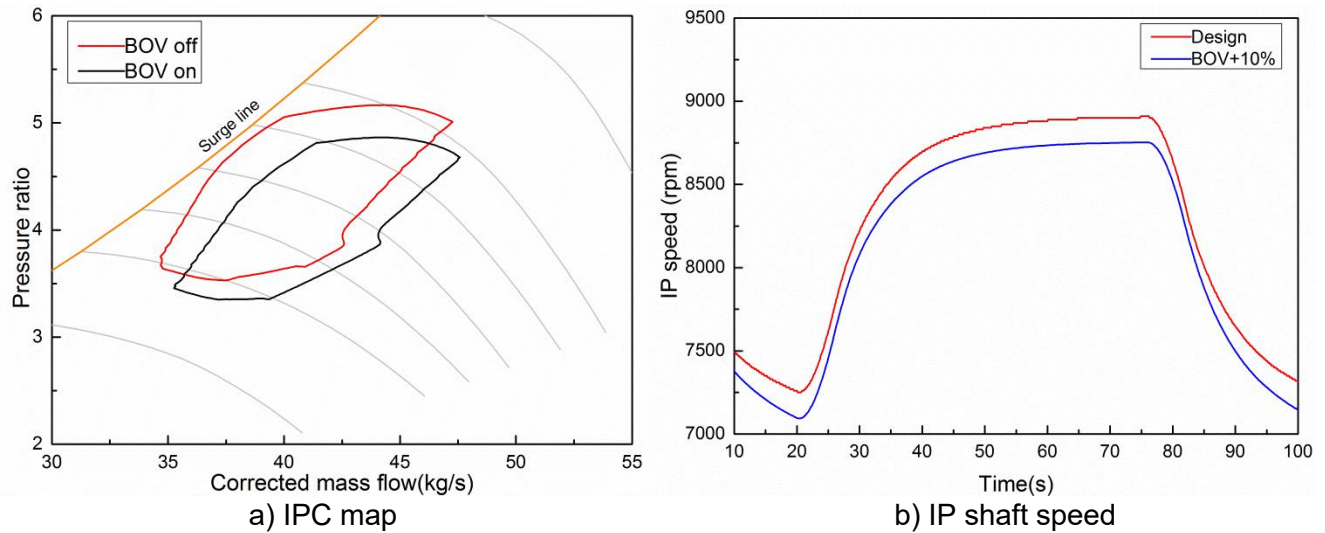 BOV off
BOV on
Surge line
Pressure ratio
6
5
4
3
2
30 35 40 45 50 55
Corrected mass flow(kg/s)
a) IPC map
Design
BOV+10%
IP speed (rpm)
9500
9000
8500
8000
7500
7000
10 20 30 40 50 60 70 80 90 100
Time(s)
b) IP shaft speed